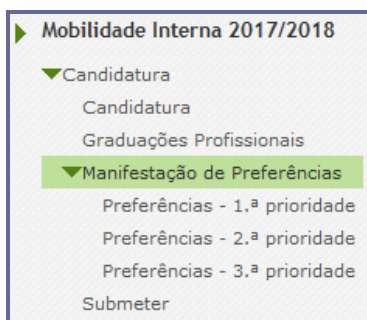 Mobilidade Interna 2017/2018
Candidatura
Candidatura
Graduações Profissionais
Manifestação de Preferências
Preferências - 1.ª prioridade
Preferências - 2.ª prioridade
Preferências - 3.ª prioridade
Submeter